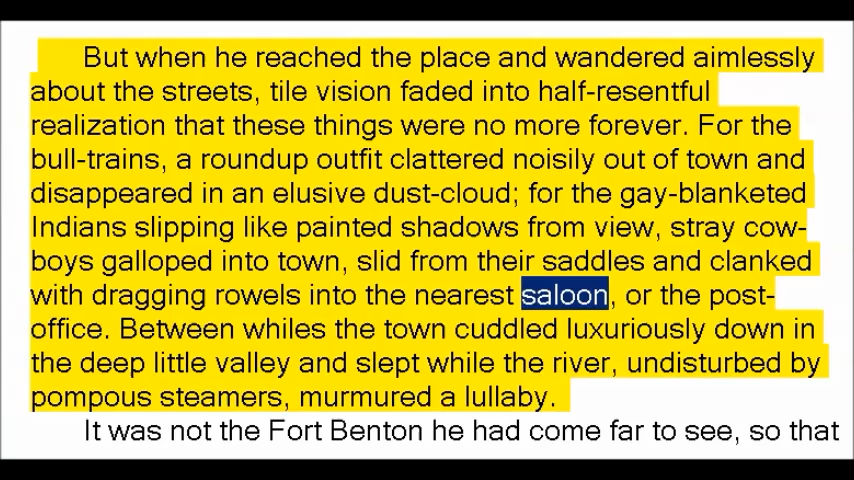 But when he reached the place and wandered aimlessly
about the streets, tile vision faded into half-resentful
realization that these things were no more forever. For the
bull-trains, a roundup outfit clattered noisily out of town and
disappeared in an elusive dust-cloud; for the gay-blanketed
Indians slipping like painted shadows from view, stray cow-
boys galloped into town, slid from their saddles and clanked
with dragging rowels into the nearest saloon, or the post-
office. Between whiles the town cuddled luxuriously down in
the deep little valley and slept while the river, undisturbed by
pompous steamers, murmured a lullaby.
It was not the Fort Benton he had come far to see, so that